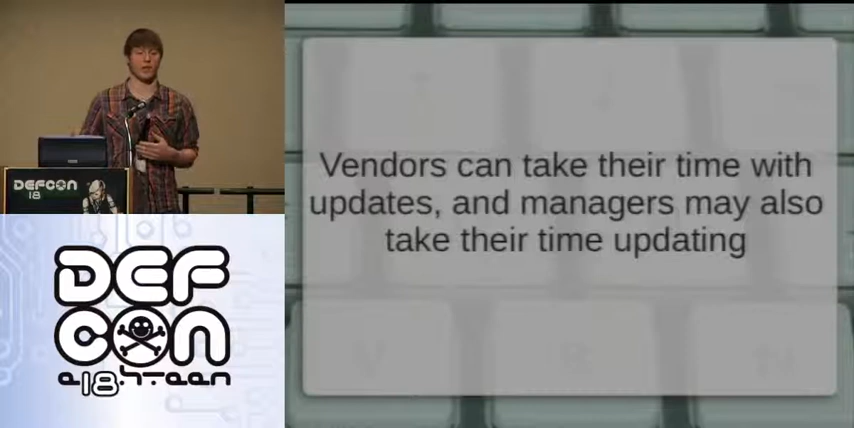 DEFCON
18
DEF
CON
e18hteen
Vendors can take their time with
updates, and managers may also
take their time updating